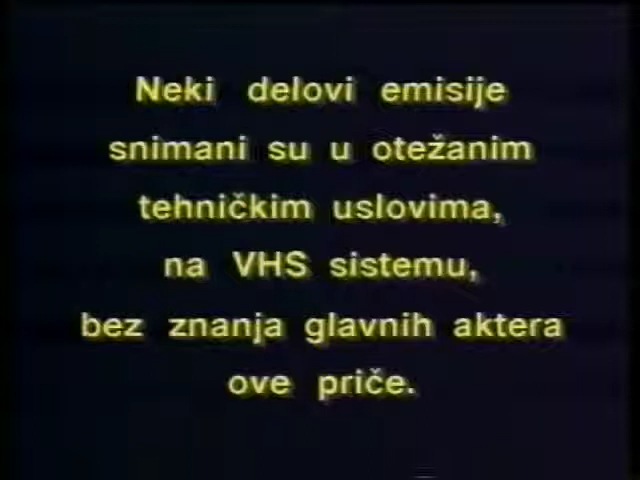 Neki delovi emisije
snimani su u otežanim
tehničkim uslovima,
na VHS sistemu,
bez znanja glavnih aktera
ove priče.